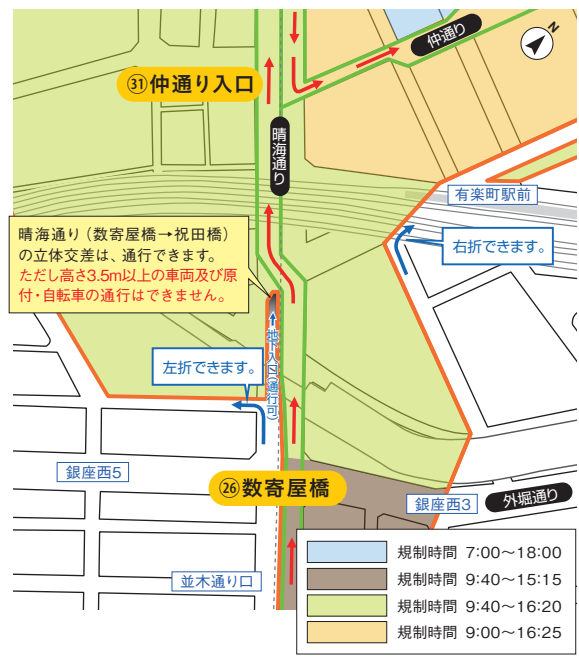 仲通り
N
㉛仲通り入口
晴海通り
有楽町駅前
晴海通り(数寄屋橋→祝田橋)
の立体交差は、通行できます。
ただし高さ3.5m以上の車両及び原
付・自転車の通行はできません。
右折できます。
←地下入口(通行可)
左折できます。
銀座西5
㉖数寄屋橋
銀座西3
外堀通り
並木通り口
規制時間 7:00～18:00
規制時間 9:40～15:15
規制時間 9:40～16:20
規制時間 9:00～16:25